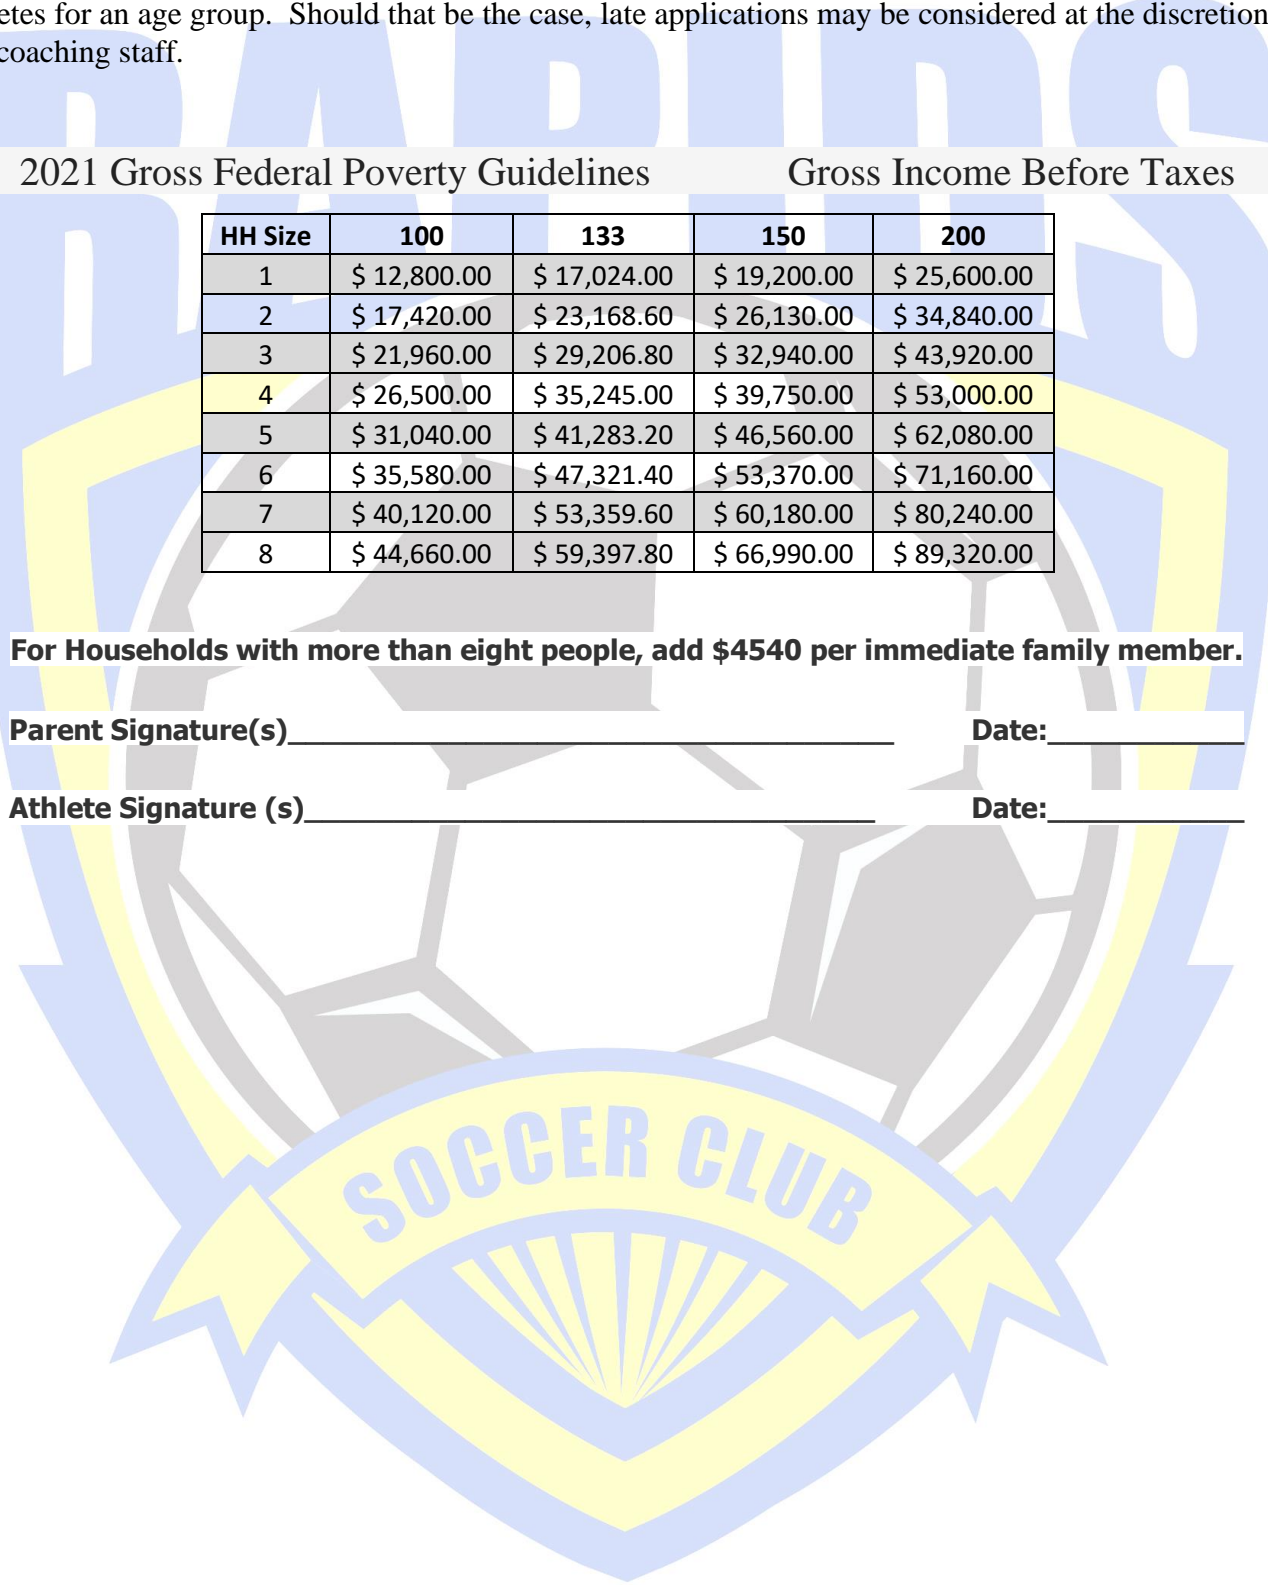 etes for an age group. Should that be the case, late applications may be considered at the discretion
coaching staff.
RAPIDS
2021 Gross Federal Poverty Guidelines Gross Income Before Taxes
HH Size 100 133 150 200
1 $ 12,800.00 $ 17,024.00 $ 19,200.00 $ 25,600.00
2 $ 17,420.00 $ 23,168.60 $ 26,130.00 $ 34,840.00
3 $ 21,960.00 $ 29,206.80 $ 32,940.00 $ 43,920.00
4 $ 26,500.00 $ 35,245.00 $ 39,750.00 $ 53,000.00
5 $ 31,040.00 $ 41,283.20 $ 46,560.00 $ 62,080.00
6 $ 35,580.00 $ 47,321.40 $ 53,370.00 $ 71,160.00
7 $ 40,120.00 $ 53,359.60 $ 60,180.00 $ 80,240.00
8 $ 44,660.00 $ 59,397.80 $ 66,990.00 $ 89,320.00
For Households with more than eight people, add $4540 per immediate family member.
Parent Signature(s)__________________________________ Date:___________
Athlete Signature (s)________________________________ Date:___________
SOCCER CLUB